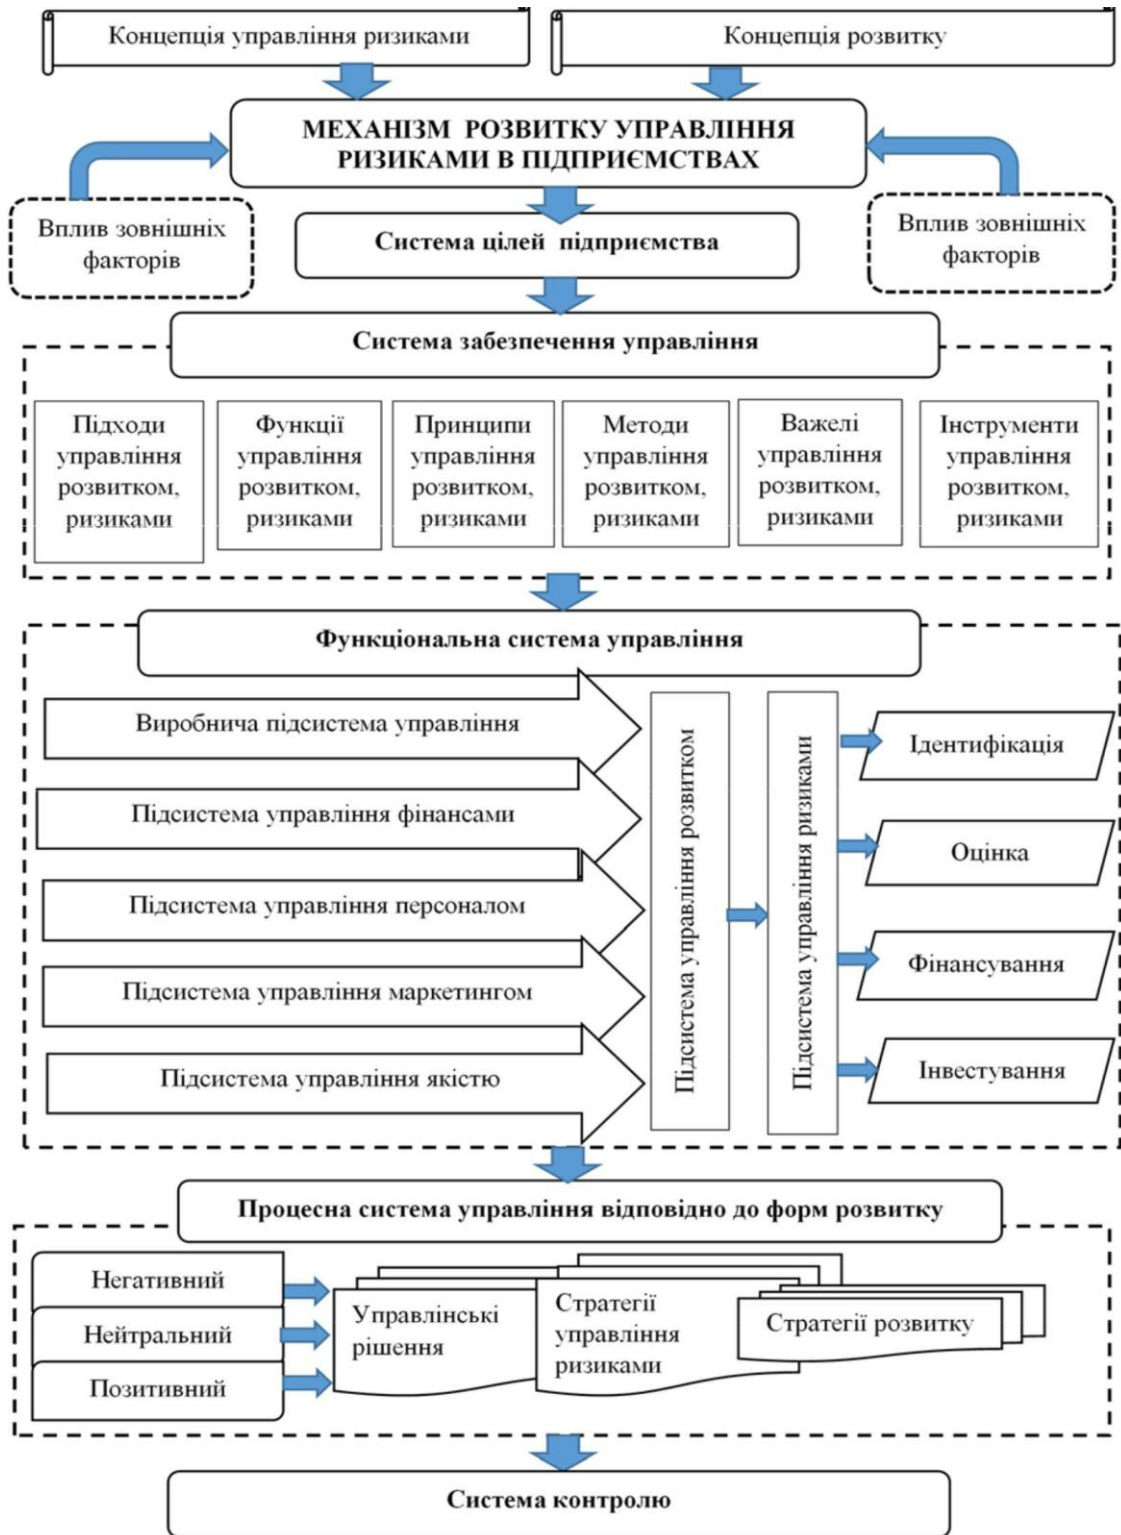 Концепція управління ризиками
Концепція розвитку
МЕХАНІЗМ РОЗВИТКУ УПРАВЛІННЯ
РИЗИКАМИ В ПІДПРИЄМСТВАХ
Вплив зовнішніх
факторів
Система цілей підприємства
Вплив зовнішніх
факторів
Система забезпечення управління
Підходи
управління
розвитком,
ризиками
Функції
управління
розвитком,
ризиками
Принципи
управління
розвитком,
ризиками
Методи
управління
розвитком,
ризиками
Важелі
управління
розвитком,
ризиками
Інструменти
управління
розвитком,
ризиками
Функціональна система управління
Виробнича підсистема управління
Підсистема управління фінансами
Підсистема управління персоналом
Підсистема управління маркетингом
Підсистема управління якістю
Підсистема управління розвитком
Підсистема управління ризиками
Ідентифікація
Оцінка
Фінансування
Інвестування
Процесна система управління відповідно до форм розвитку
Негативний
Нейтральний
Позитивний
Управлінські
рішення
Стратегії
управління
ризиками
Стратегії розвитку
Система контролю